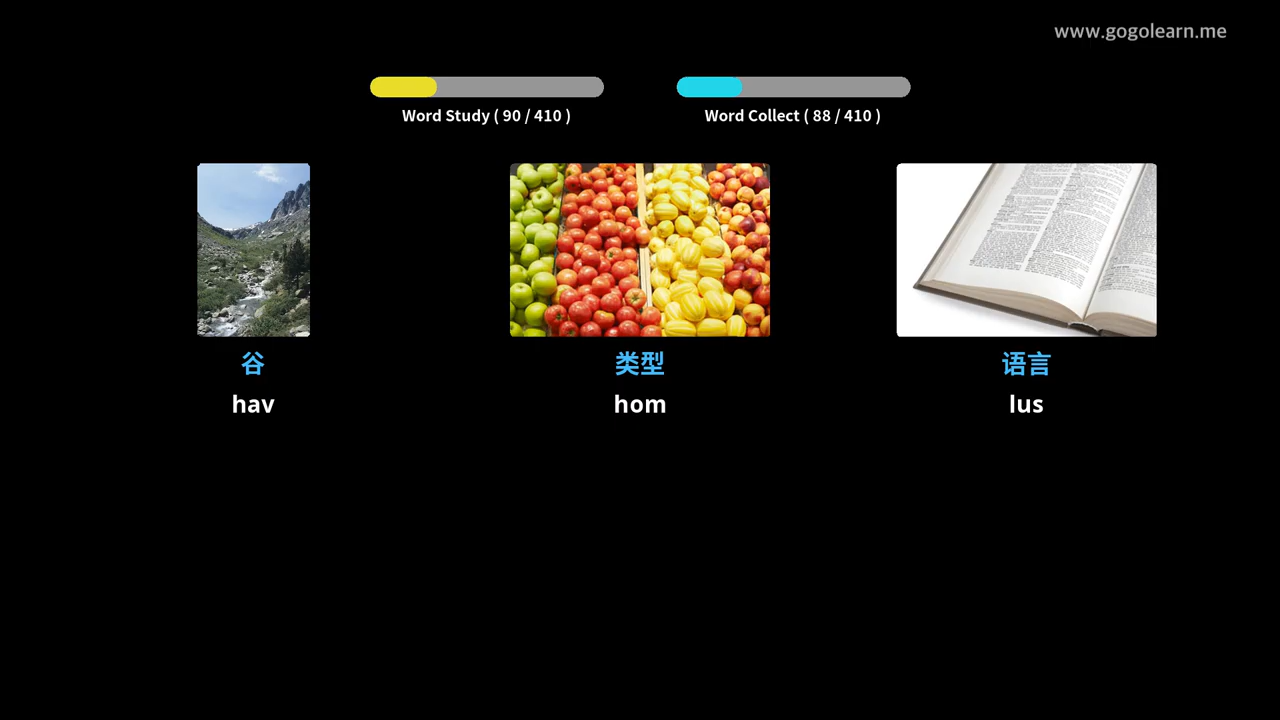 www.gogolearn.me
Word Study ( 90 / 410 )
Word Collect ( 88 / 410 )
谷
类型
语言
hav
hom
lus